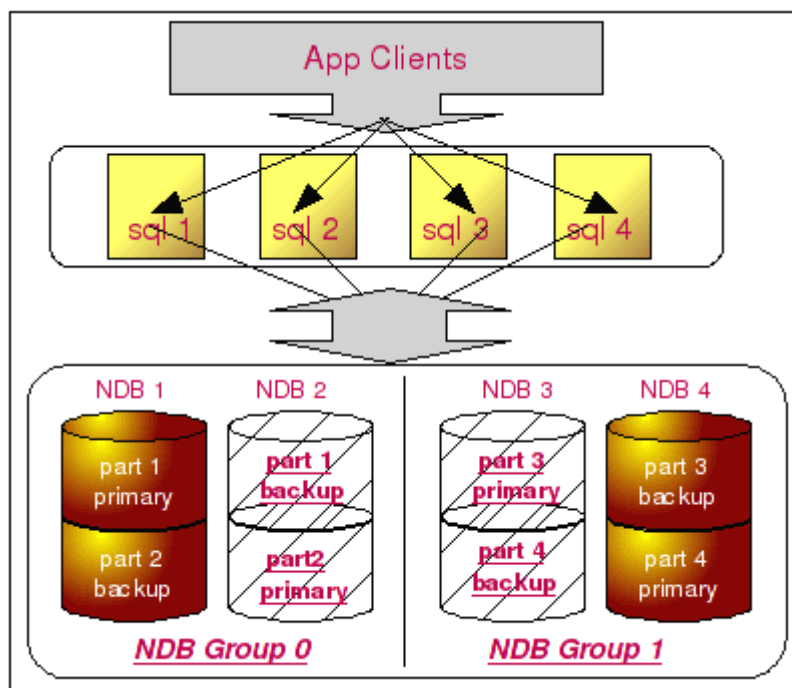 App Clients
sql 1
sql 2
sql 3
sql 4
NDB 1
NDB 2
NDB 3
NDB 4
part 1
primary
part 2
backup
part 1
backup
part2
primary
part 3
primary
part 4
backup
part 3
backup
part 4
primary
NDB Group 0
NDB Group 1